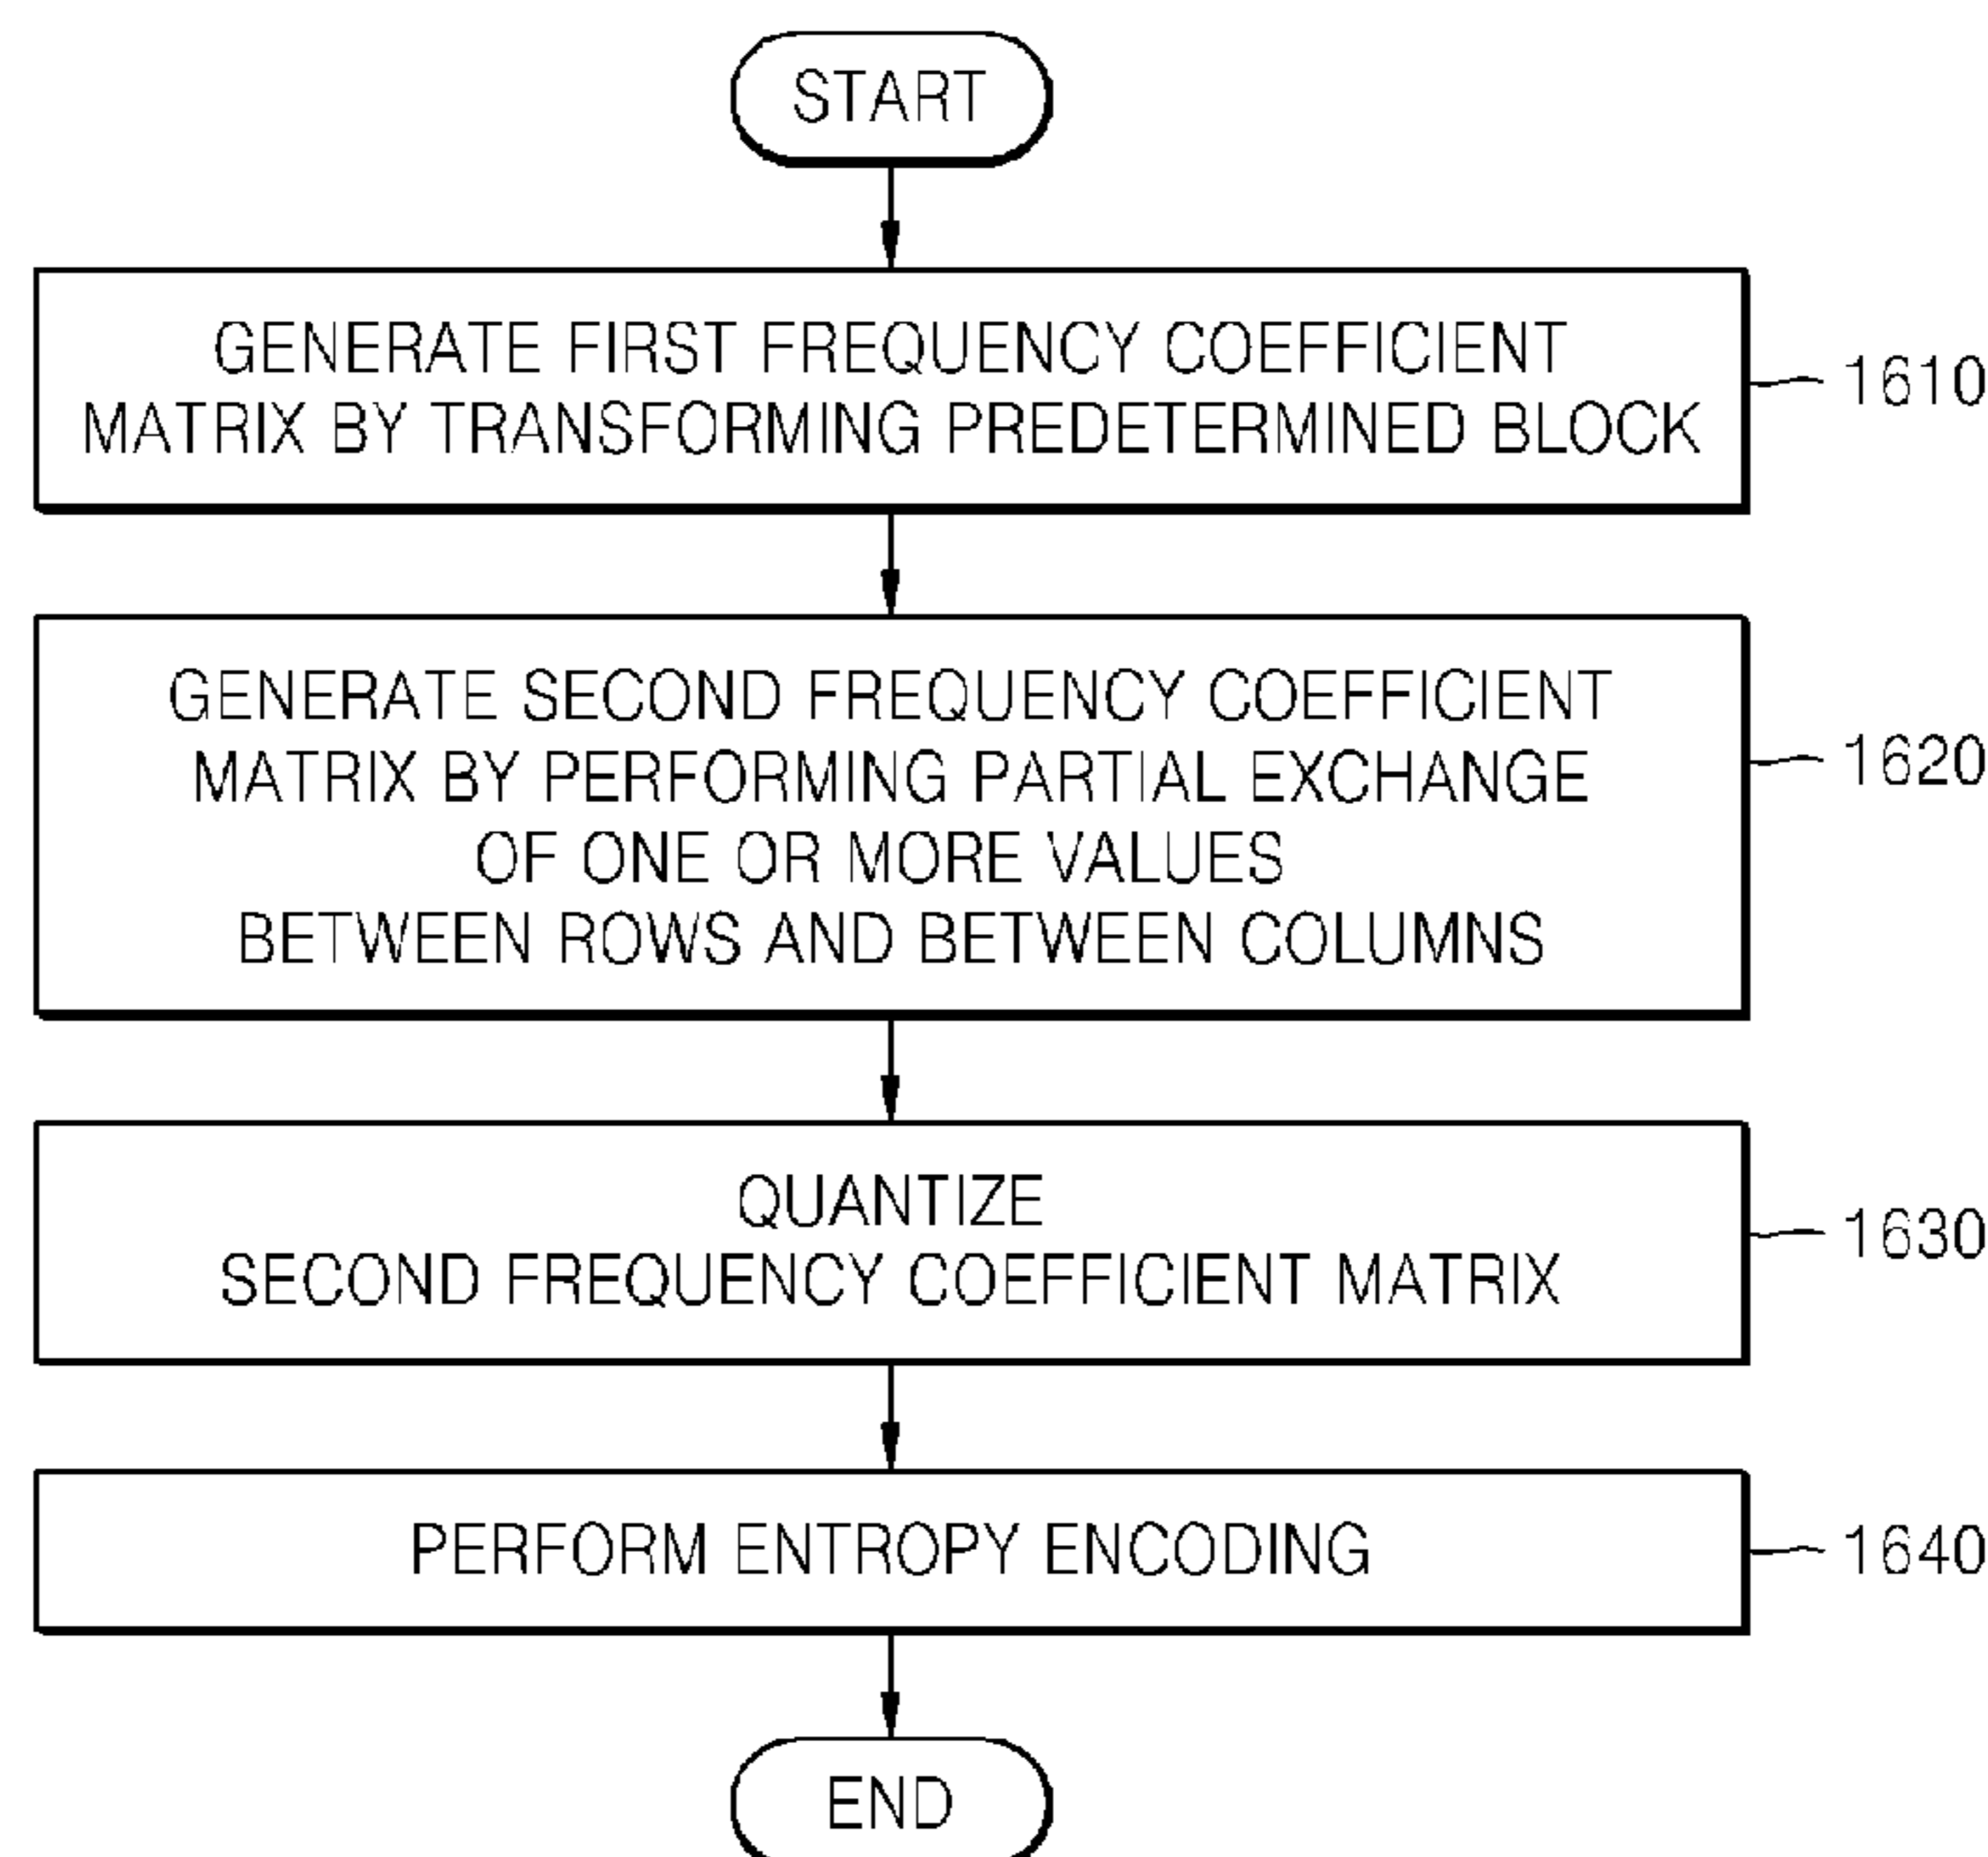 START
GENERATE FIRST FREQUENCY COEFFICIENT
MATRIX BY TRANSFORMING PREDETERMINED BLOCK
1610
GENERATE SECOND FREQUENCY COEFFICIENT
MATRIX BY PERFORMING PARTIAL EXCHANGE
OF ONE OR MORE VALUES
BETWEEN ROWS AND BETWEEN COLUMNS
1620
QUANTIZE
SECOND FREQUENCY COEFFICIENT MATRIX
1630
PERFORM ENTROPY ENCODING
1640
END